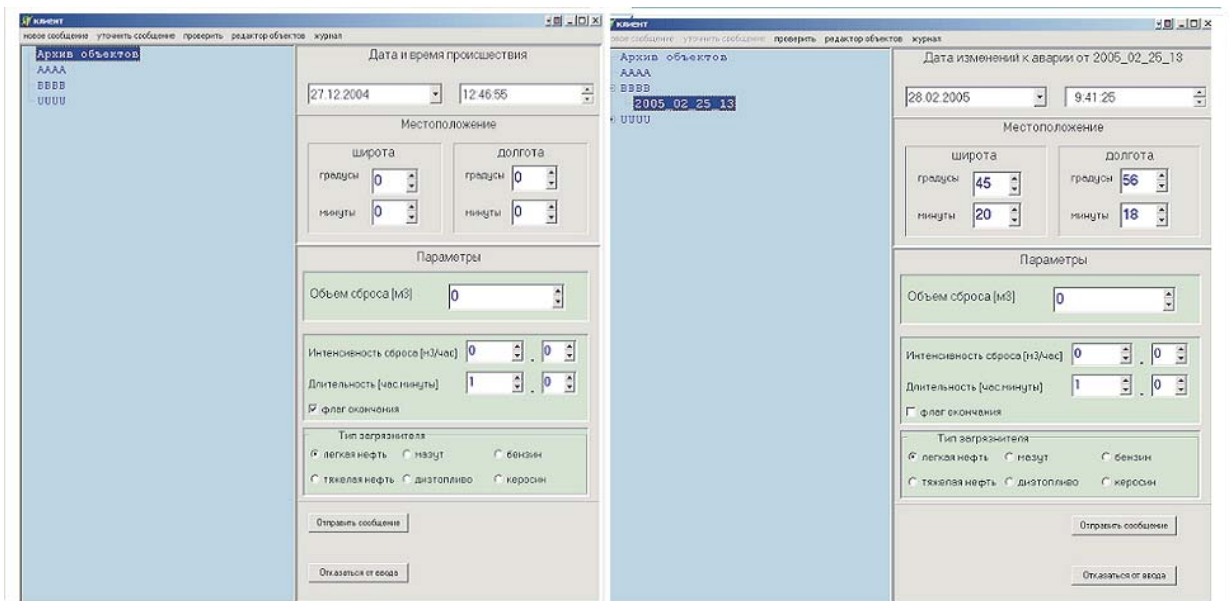 клиент
новое сообщение уточнить сообщение проверить редактор объектов журнал
Архив объектов
AAAA
BBBB
UUUU
Дата и время происшествия
27.12.2004 12:46:55
Местоположение
широта долгота
градусы 0 градусы 0
минуты 0 минуты 0
Параметры
Объем сброса [м3] 0
Интенсивность сброса [м3/час] 0 . 0
Длительность [час.минуты] 1 . 0
флаг окончания
Тип загрязнителя
легкая нефть мазут бензин
тяжелая нефть дизтопливо керосин
Отправить сообщение
Отказаться от ввода
клиент
новое сообщение уточнить сообщение проверить редактор объектов журнал
Архив объектов
AAAA
BBBB
2005_02_25_13
UUUU
Дата изменений к аварии от 2005_02_25_13
28.02.2005 9:41:25
Местоположение
широта долгота
градусы 45 градусы 56
минуты 20 минуты 18
Параметры
Объем сброса [м3] 0
Интенсивность сброса [м3/час] 0 . 0
Длительность [час.минуты] 1 . 0
флаг окончания
Тип загрязнителя
легкая нефть мазут бензин
тяжелая нефть дизтопливо керосин
Отправить сообщение
Отказаться от ввода